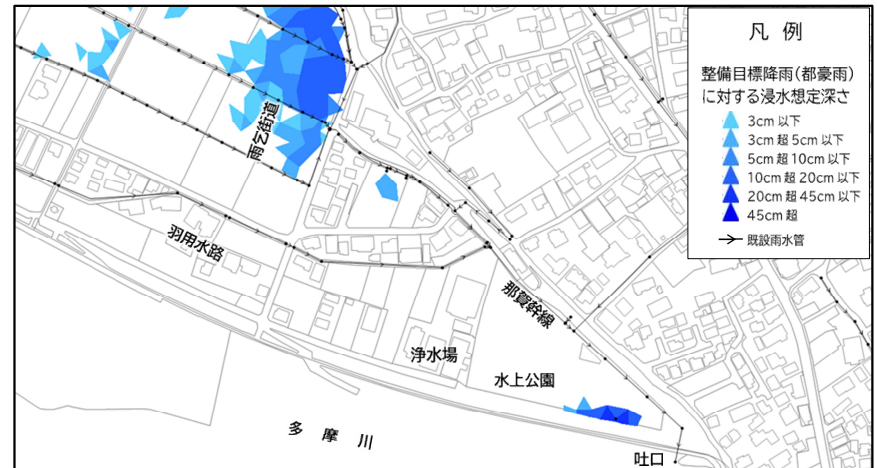 凡 例
整備目標降雨(都豪雨)
に対する浸水想定深さ
3cm 以下
3cm 超 5cm 以下
5cm 超 10cm 以下
10cm 超 20cm 以下
20cm 超 45cm 以下
45cm 超
既設雨水管
雨乞街道
羽用水路
那賀幹線
浄水場
水上公園
多 摩 川
吐口